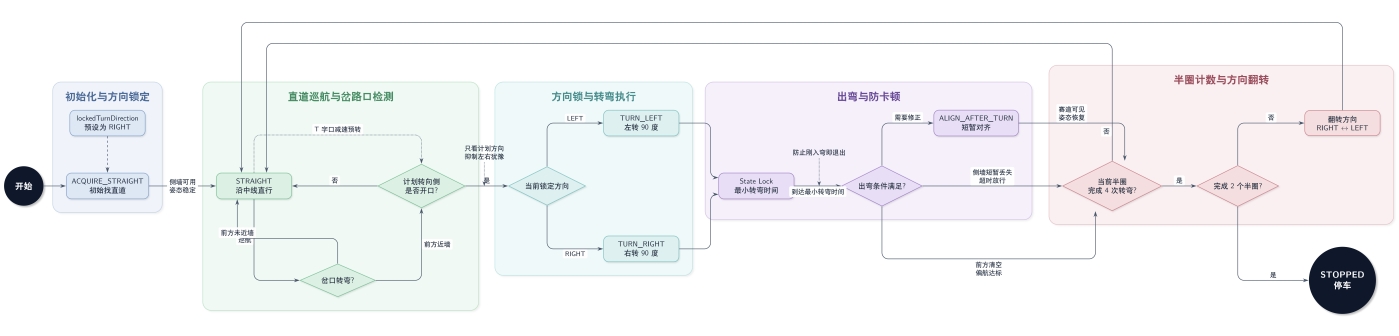 开始
初始化与方向锁定
lockedTurnDirection
预设为 RIGHT
ACQUIRE_STRAIGHT
初始找直道
侧墙可用
姿态稳定
直道巡航与岔路口检测
T 字口减速预转
STRAIGHT
沿中线直行
否
计划转向侧
是否开口?
前方未近墙
巡航
前方近墙
岔口转弯?
只看计划方向
抑制左右犹豫
是
方向锁与转弯执行
LEFT
TURN_LEFT
左转 90 度
当前锁定方向
RIGHT
TURN_RIGHT
右转 90 度
出弯与防卡顿
State Lock
最小转弯时间
防止刚入弯即退出
到达最小转弯时间
出弯条件满足?
需要修正
ALIGN_AFTER_TURN
短暂对齐
侧墙短暂丢失
超时放行
前方清空
偏航达标
半圈计数与方向翻转
赛道可见
姿态恢复
否
当前半圈
完成 4 次转弯?
是
完成 2 个半圈?
否
翻转方向
RIGHT ↔ LEFT
是
STOPPED
停车